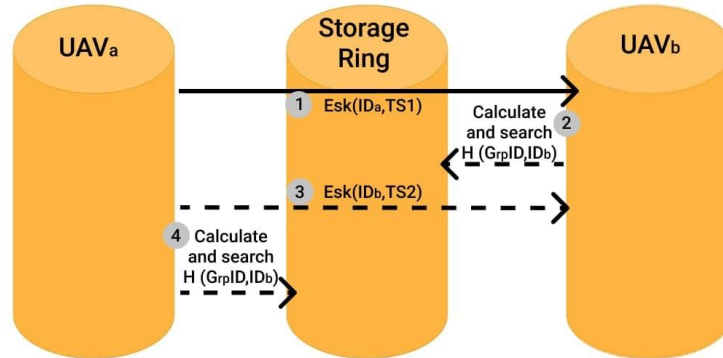 UAVa
Storage
Ring
UAVb
1 Esk(IDa,TS1)
2
Calculate
and search
H (GrpID,IDb)
3 Esk(IDb,TS2)
4 Calculate
and search
H (GrpID,IDb)